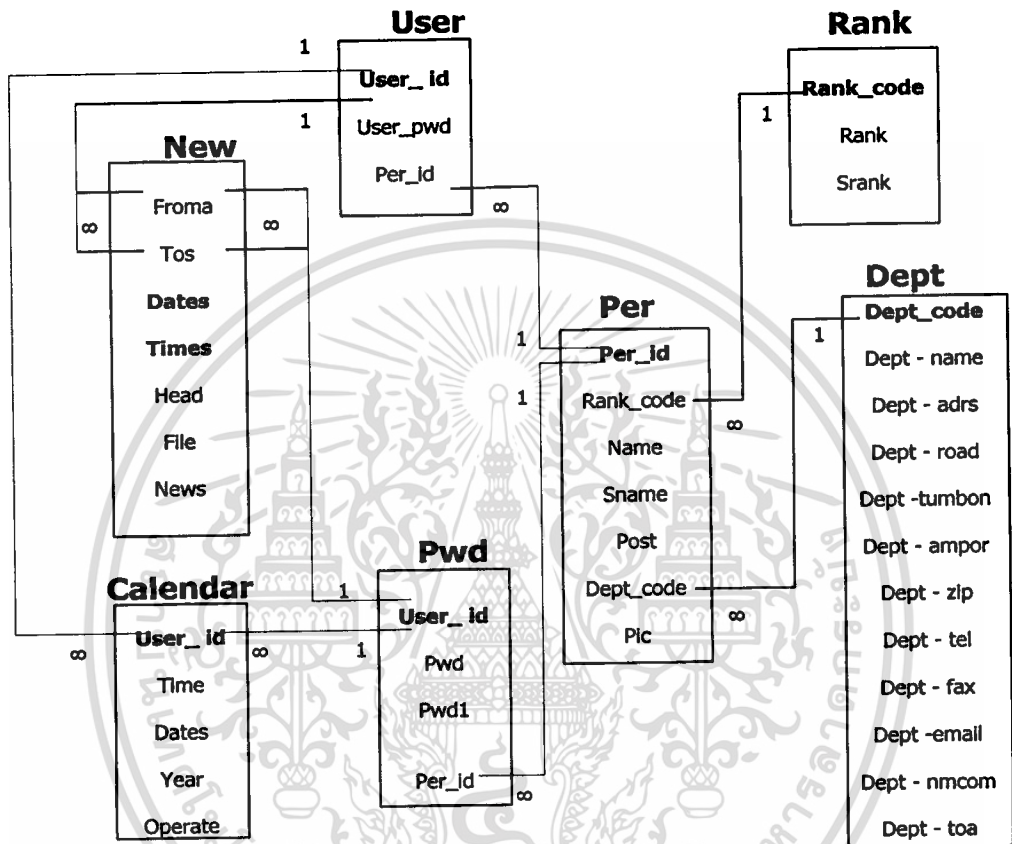 User
1
User_ id
1
User_pwd
Per_id
∞
Rank
Rank_code
1
Rank
Srank
New
Froma
∞
∞
Tos
Dates
Times
Head
File
News
Per
1
Per_id
1
Rank_code
∞
Name
Sname
Post
Dept_code
∞
Pic
Dept
Dept_code
1
Dept - name
Dept - adrs
Dept - road
Dept -tumbon
Dept - ampor
Dept - zip
Dept - tel
Dept - fax
Dept -email
Dept - nmcom
Dept - toa
Calendar
User_ id
∞
∞
Time
Dates
Year
Operate
Pwd
1
User_ id
1
Pwd
Pwd1
Per_id
∞